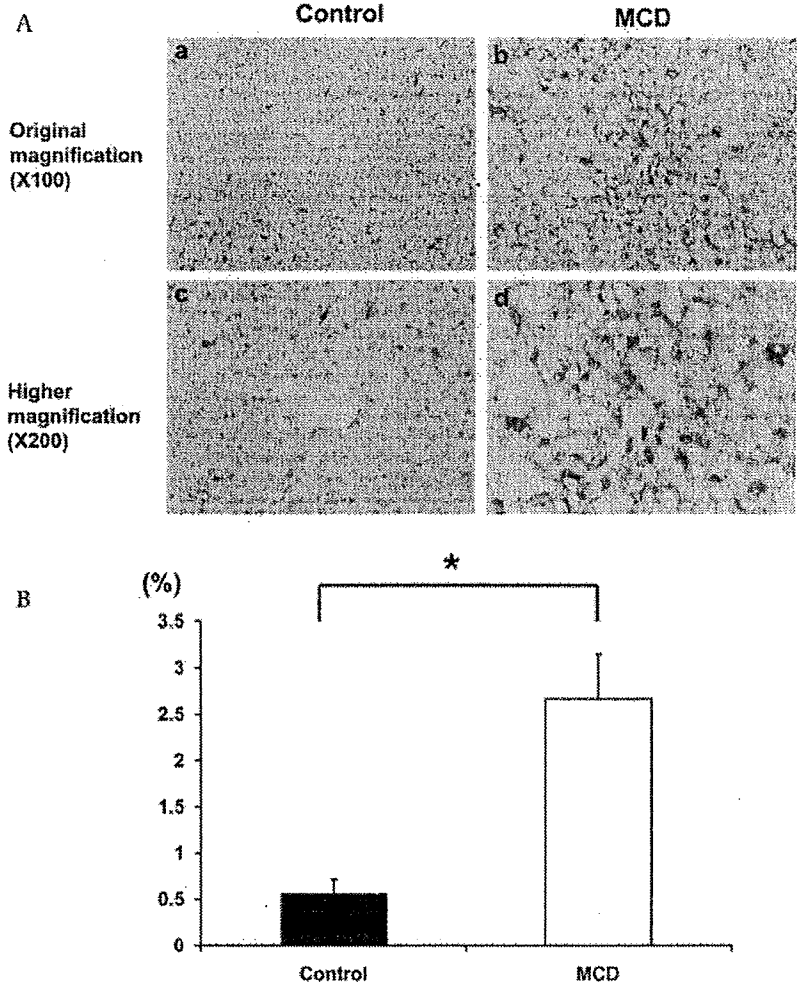 A
Control
MCD
a
b
Original
magnification
(X100)
c
d
Higher
magnification
(X200)
B
(%)
*
3.5
3
2.5
2
1.5
1
0.5
0
Control
MCD